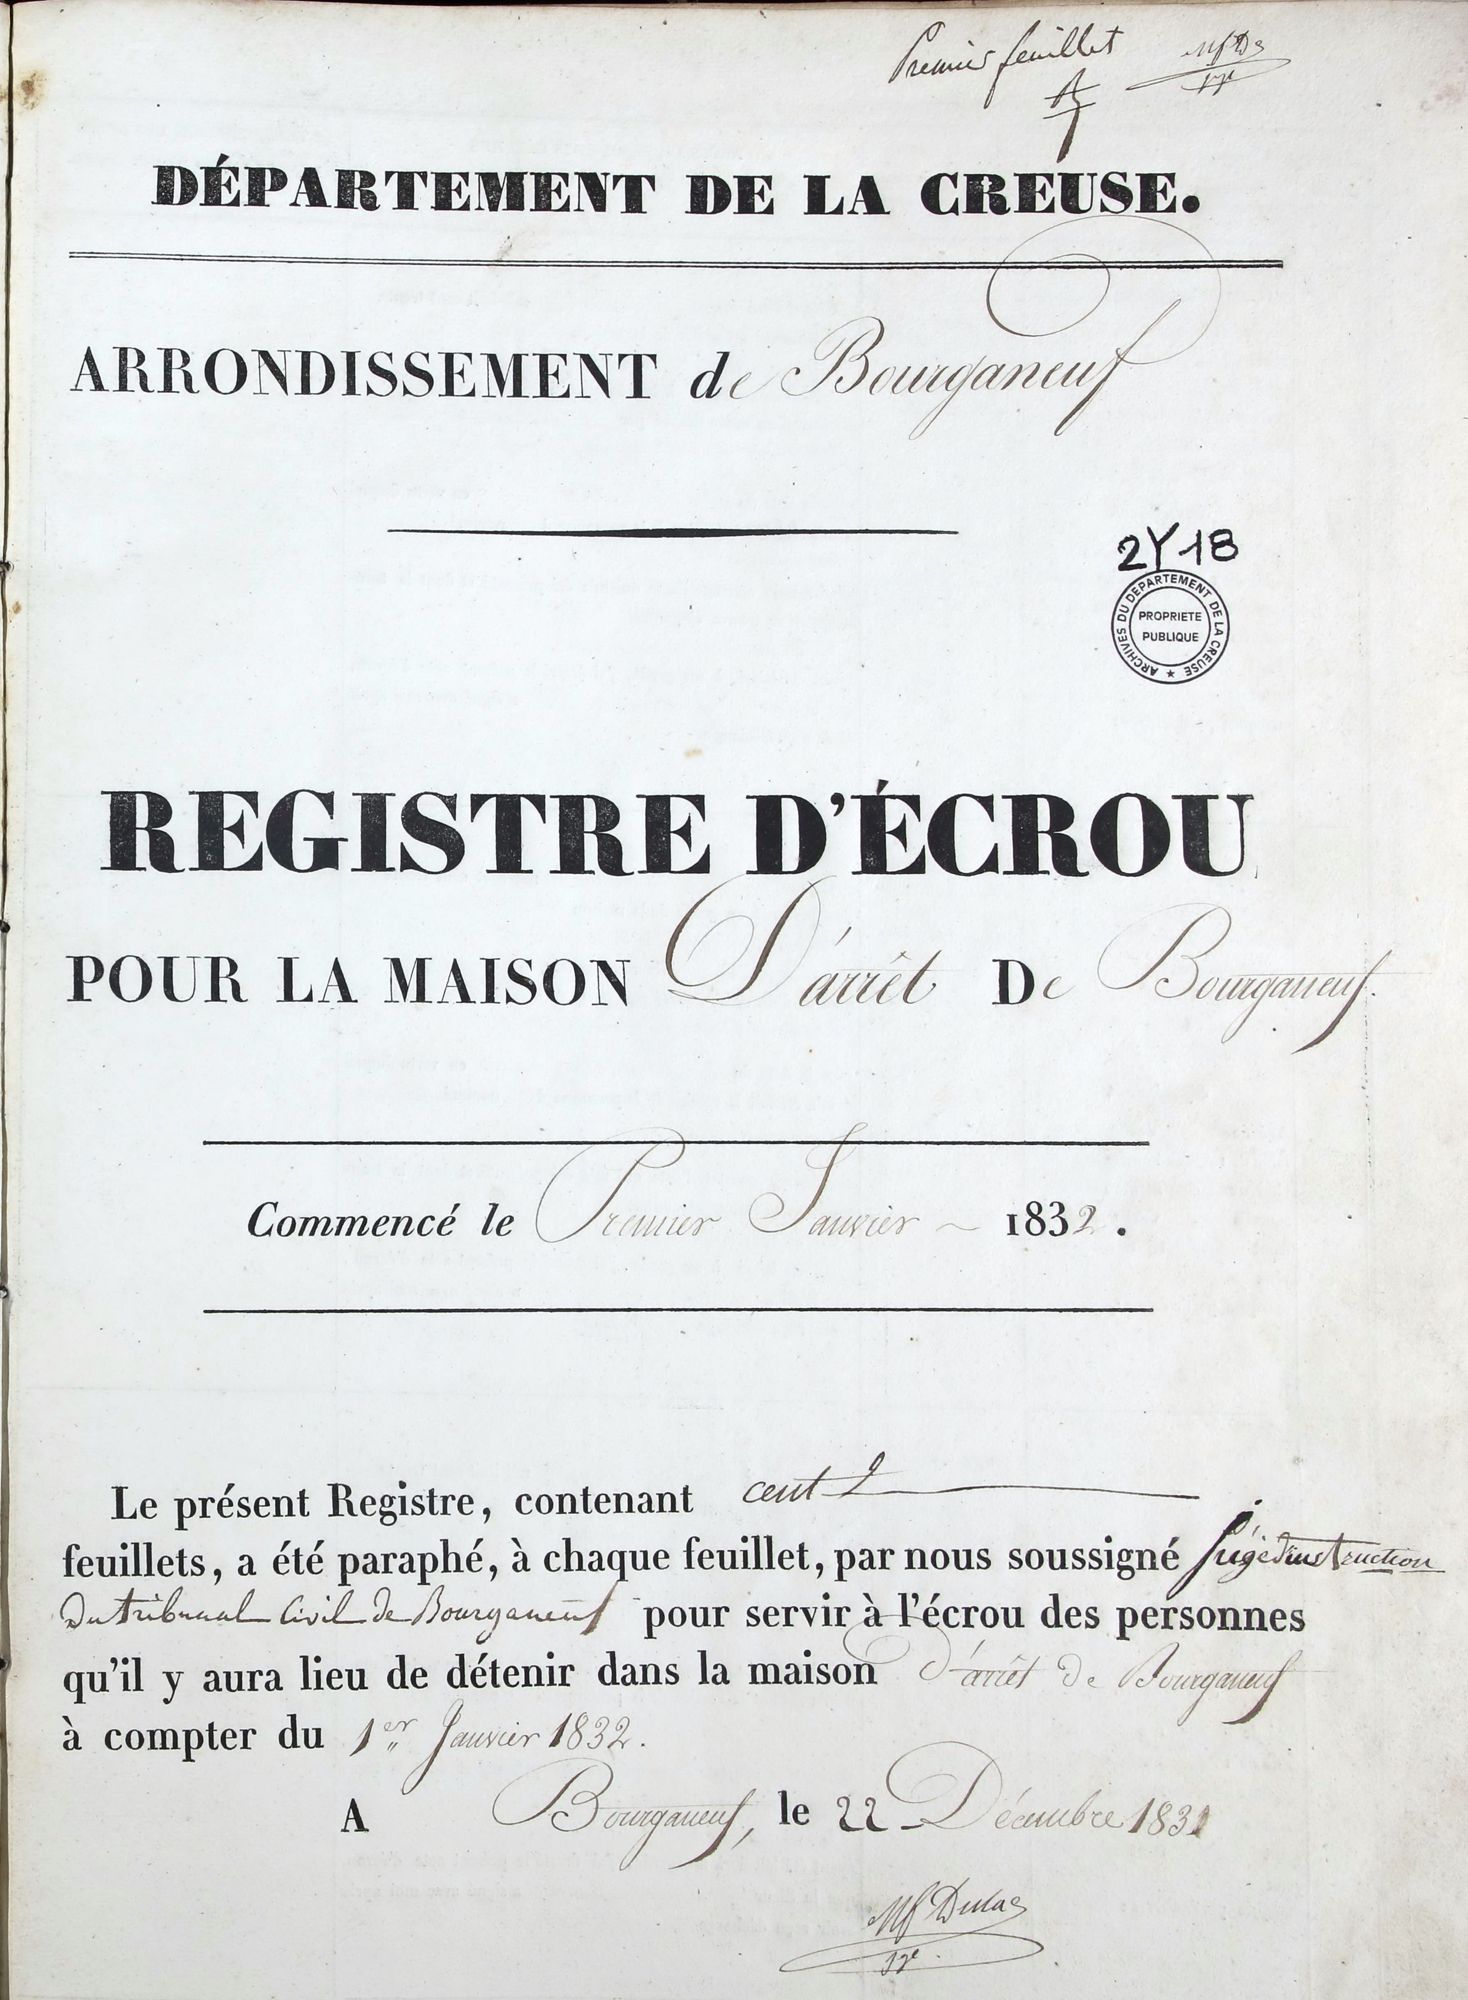 Premier feuillet
DÉPARTEMENT DE LA CREUSE.
ARRONDISSEMENT de Bourganeuf
2Y18
ARCHIVES DU DEPARTEMENT DE LA CREUSE ★
PROPRIETE
PUBLIQUE
REGISTRE D'ÉCROU
POUR LA MAISON D'arrêt De Bourganeuf.
Commencé le Premier Janvier 1832.
Le présent Registre, contenant cent
feuillets, a été paraphé, à chaque feuillet, par nous soussigné juge d'instruction
Du tribunal Civil de Bourganeuf pour servir à l'écrou des personnes
qu'il y aura lieu de détenir dans la maison d'arrêt de Bourganeuf
à compter du 1er Janvier 1832.
A Bourganeuf, le 22 Décembre 1831